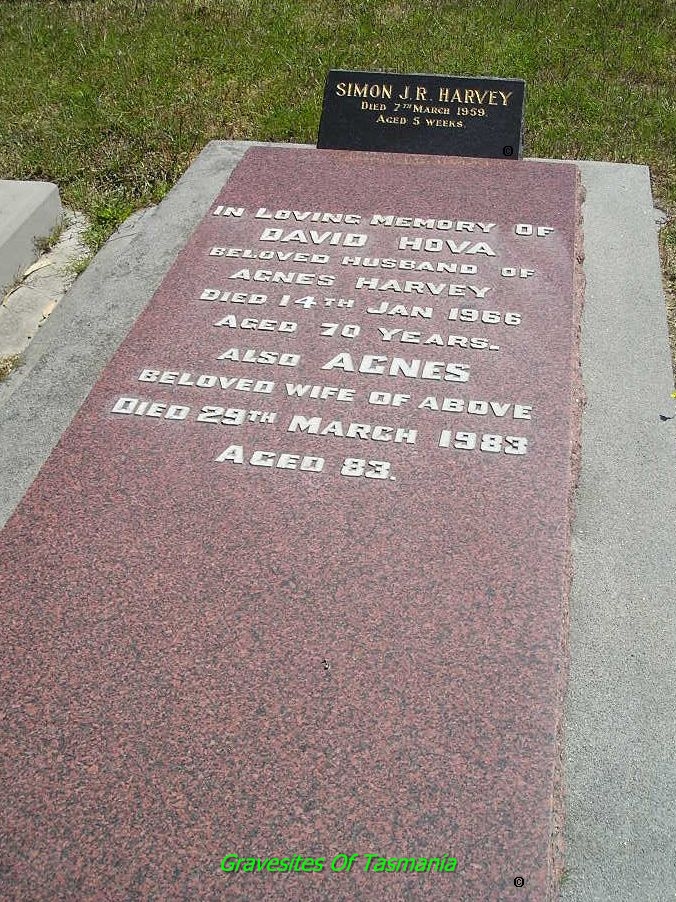 SIMON J.R. HARVEY
DIED 7TH MARCH 1959.
AGED 5 WEEKS.
IN LOVING MEMORY OF
DAVID HOVA
BELOVED HUSBAND OF
AGNES HARVEY
DIED 14TH JAN 1966
AGED 70 YEARS.
ALSO AGNES
BELOVED WIFE OF ABOVE
DIED 29TH MARCH 1983
AGED 83.
Gravesites Of Tasmania
©
©